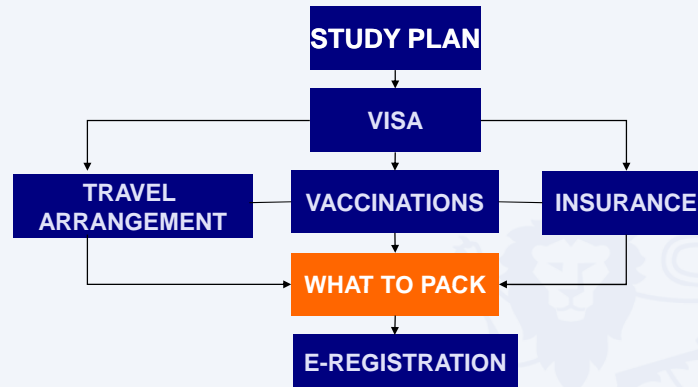 STUDY PLAN
VISA
TRAVEL
ARRANGEMENT
VACCINATIONS
INSURANCE
WHAT TO PACK
E-REGISTRATION